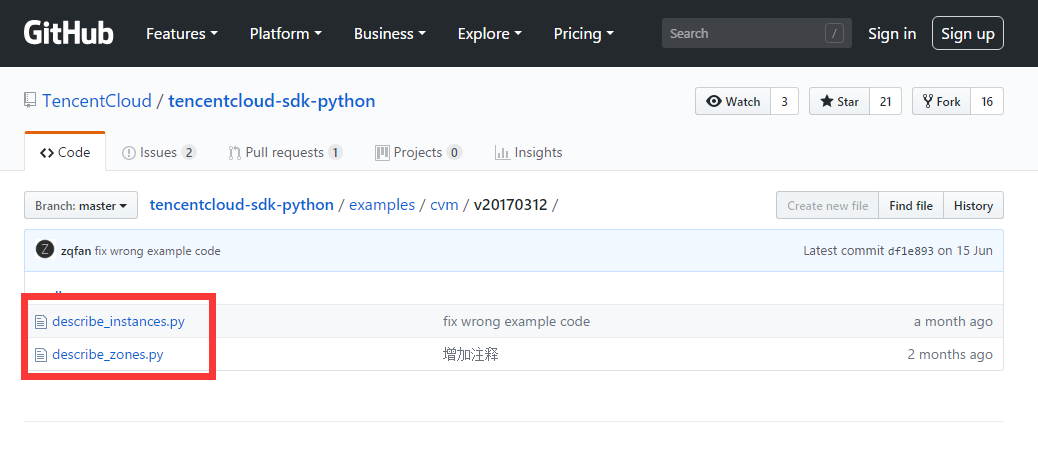 GitHub Features Platform Business Explore Pricing Search / Sign in Sign up
TencentCloud / tencentcloud-sdk-python Watch 3 Star 21 Fork 16
Code Issues 2 Pull requests 1 Projects 0 Insights
Branch: master tencentcloud-sdk-python / examples / cvm / v20170312 / Create new file Find file History
Z zqfan fix wrong example code Latest commit df1e893 on 15 Jun
describe_instances.py fix wrong example code a month ago
describe_zones.py 增加注释 2 months ago